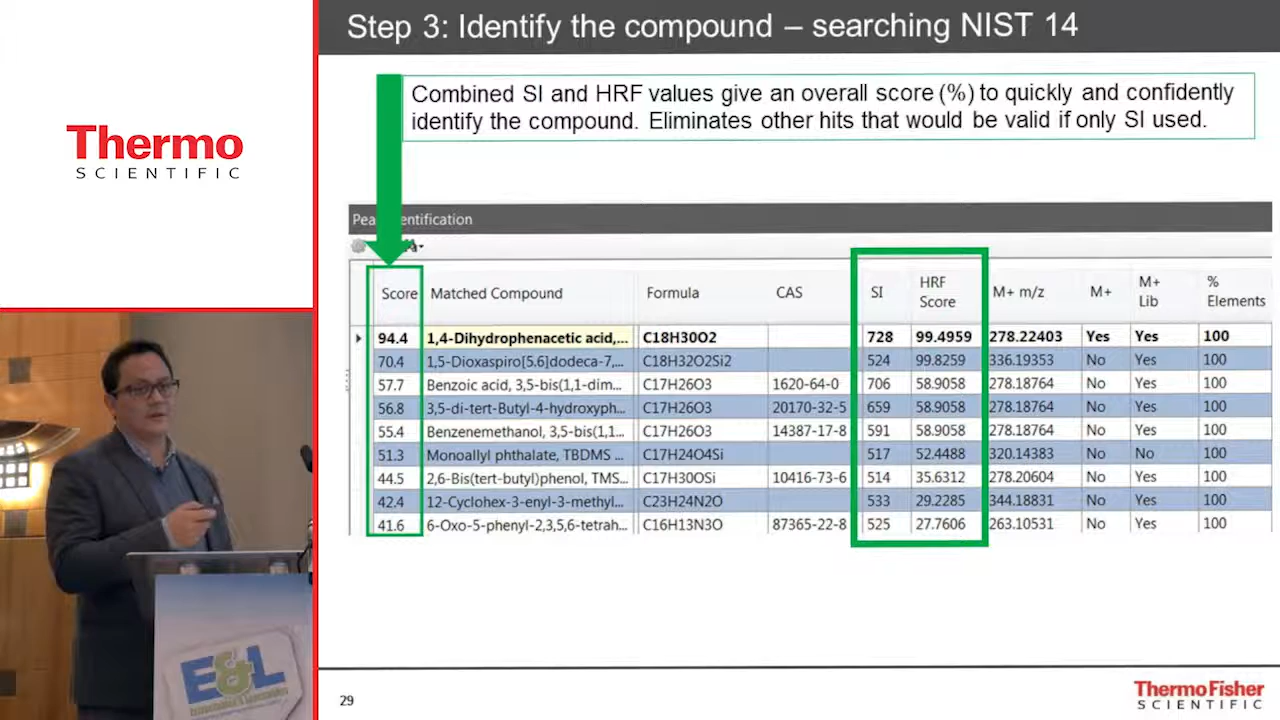 Step 3: Identify the compound – searching NIST 14
Thermo
SCIENTIFIC
Combined SI and HRF values give an overall score (%) to quickly and confidently
identify the compound. Eliminates other hits that would be valid if only SI used.
Score Matched Compound Formula CAS SI HRF Score M+ m/z M+ M+ Lib % Elements
94.4 1,4-Dihydrophenacetic acid,... C18H30O2 728 99.4959 278.22403 Yes Yes 100
70.4 1,5-Dioxaspiro[5.6]dodeca-7,... C18H32O2Si2 524 99.8259 336.19353 No Yes 100
57.7 Benzoic acid, 3,5-bis(1,1-dim... C17H26O3 1620-64-0 706 58.9058 278.18764 No Yes 100
56.8 3,5-di-tert-Butyl-4-hydroxyph... C17H26O3 20170-32-5 659 58.9058 278.18764 No Yes 100
55.4 Benzenemethanol, 3,5-bis(1,1... C17H26O3 14387-17-8 591 58.9058 278.18764 No Yes 100
51.3 Monoallyl phthalate, TBDMS ... C17H24O4Si 517 52.4488 320.14383 No No 100
44.5 2,6-Bis(tert-butyl)phenol, TMS... C17H30OSi 10416-73-6 514 35.6312 278.20604 No Yes 100
42.4 12-Cyclohex-3-enyl-3-methyl... C23H24N2O 533 29.2285 344.18831 No Yes 100
41.6 6-Oxo-5-phenyl-2,3,5,6-tetrah... C16H13N3O 87365-22-8 525 27.7606 263.10531 No Yes 100
E&L
29
ThermoFisher
SCIENTIFIC